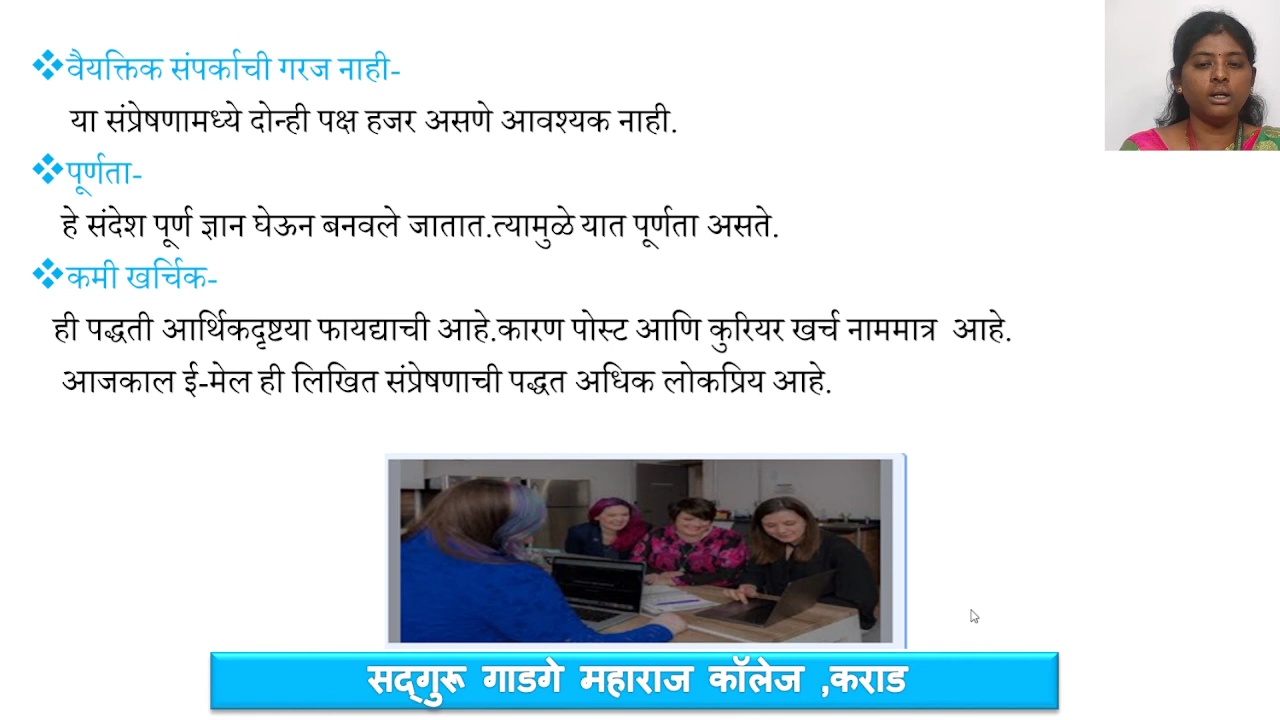 ❖वैयक्तिक संपर्काची गरज नाही-
या संप्रेषणामध्ये दोन्ही पक्ष हजर असणे आवश्यक नाही.
❖पूर्णता-
हे संदेश पूर्ण ज्ञान घेऊन बनवले जातात.त्यामुळे यात पूर्णता असते.
❖कमी खर्चिक-
ही पद्धती आर्थिकदृष्टया फायद्याची आहे.कारण पोस्ट आणि कुरियर खर्च नाममात्र आहे.
आजकाल ई-मेल ही लिखित संप्रेषणाची पद्धत अधिक लोकप्रिय आहे.
सद्‌गुरू गाडगे महाराज कॉलेज ,कराड